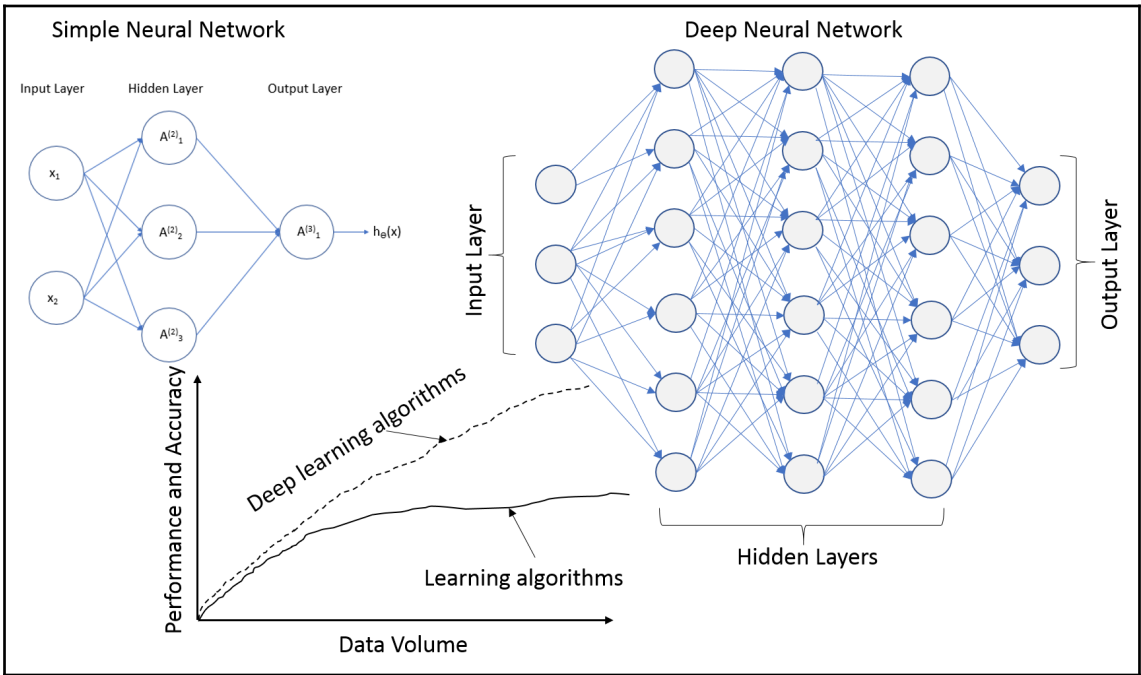 Simple Neural Network
Deep Neural Network
Input Layer
Hidden Layer
Output Layer
x₁
x₂
A⁽²⁾₁
A⁽²⁾₂
A⁽²⁾₃
A⁽³⁾₁
hΘ(x)
Input Layer
Output Layer
Hidden Layers
Performance and Accuracy
Deep learning algorithms
Learning algorithms
Data Volume